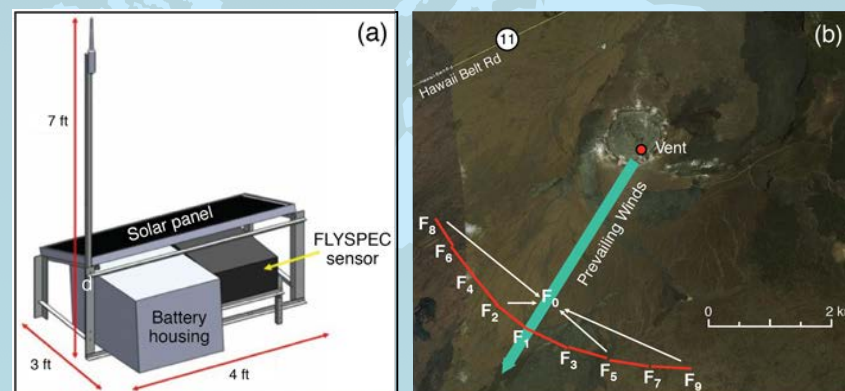 (a)
7 ft
Solar panel
FLYSPEC
sensor
d
Battery
housing
3 ft
4 ft
(b)
11
Hawaii Belt Rd
Vent
Prevailing Winds
F8
F6
F4
F2
F0
F1
F3
F5
F7
F9
0
2 k